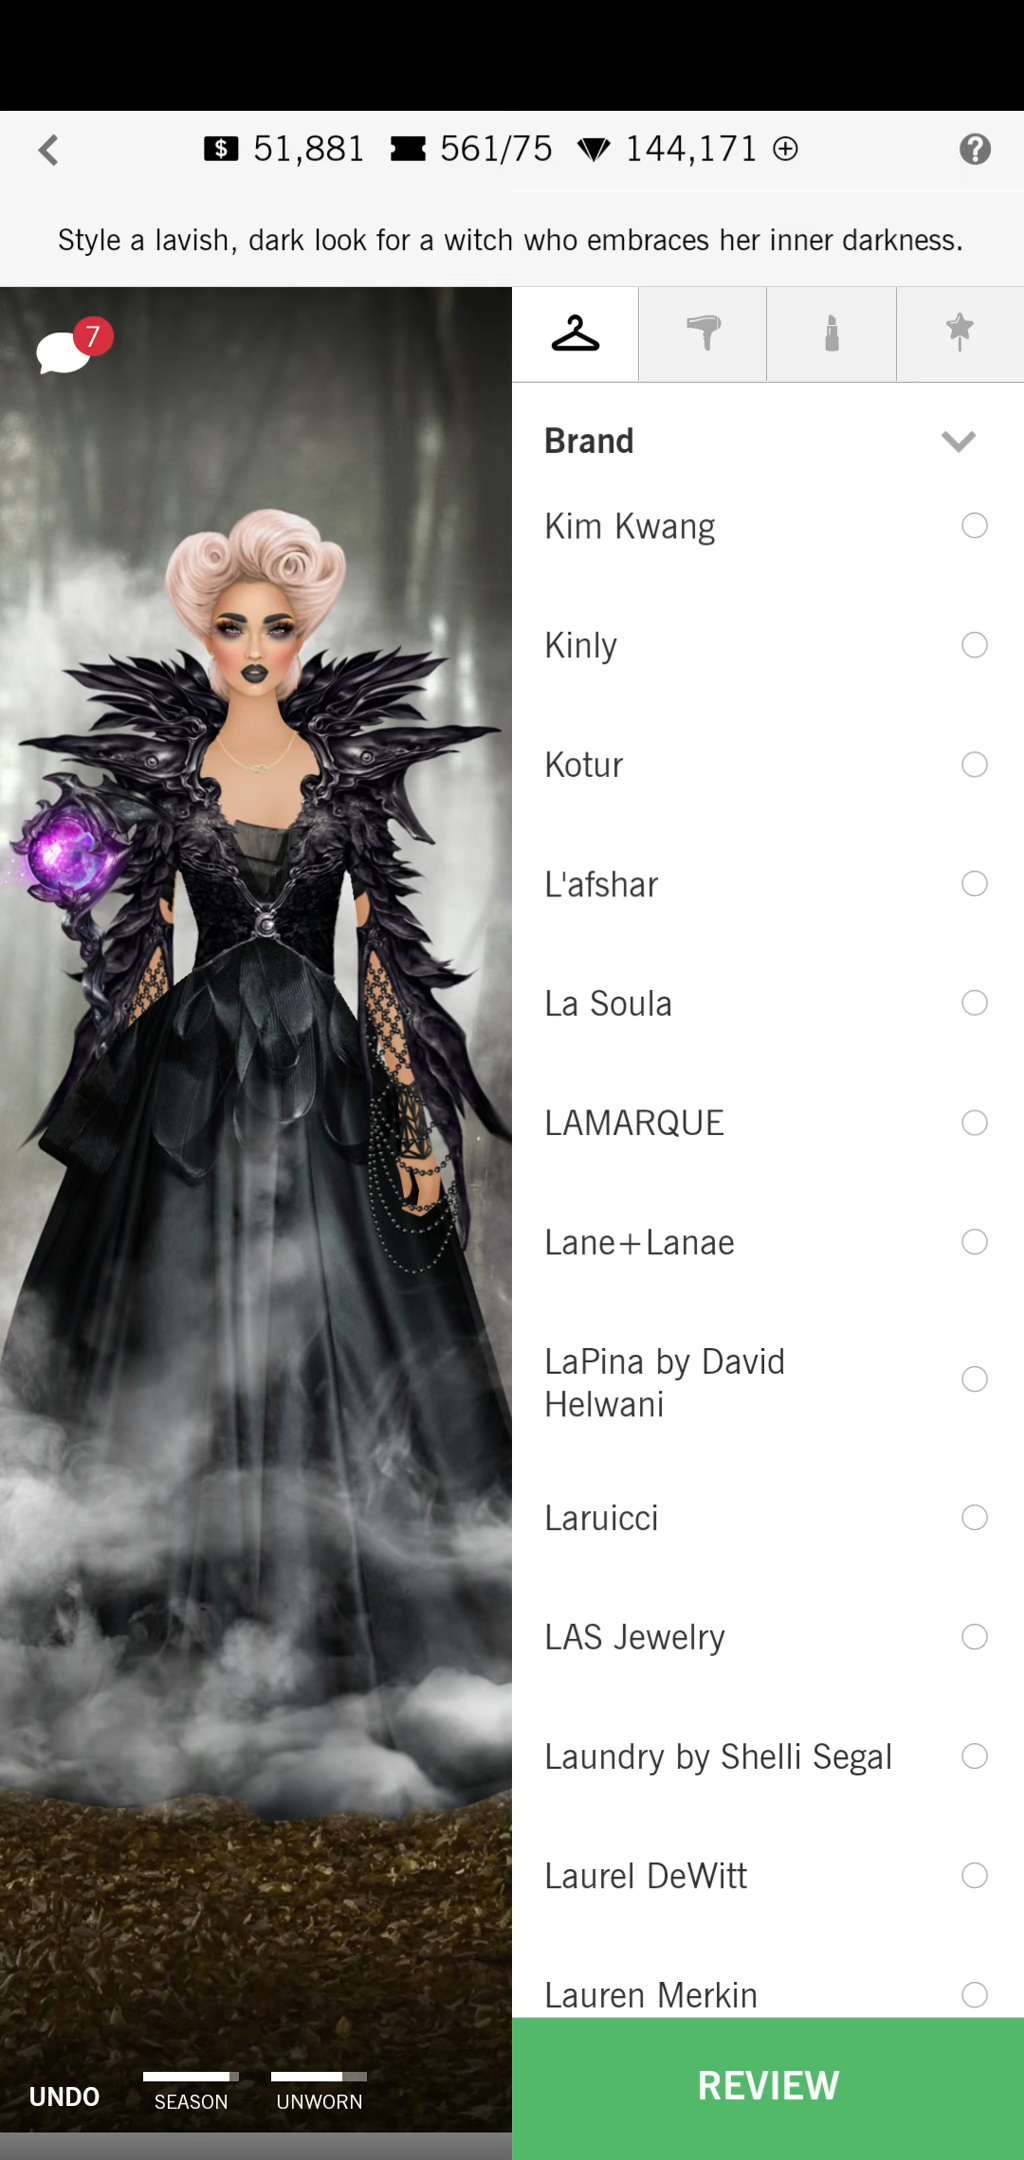 $ 51,881 561/75 144,171
Style a lavish, dark look for a witch who embraces her inner darkness.
7
Brand
Kim Kwang
Kinly
Kotur
L'afshar
La Soula
LAMARQUE
Lane+Lanae
LaPina by David
Helwani
Laruicci
LAS Jewelry
Laundry by Shelli Segal
Laurel DeWitt
Lauren Merkin
UNDO
SEASON
UNWORN
REVIEW